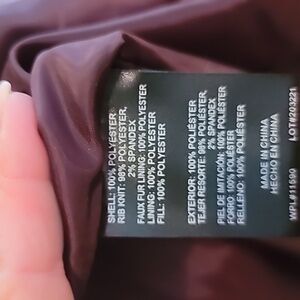 SHELL: 100% POLYESTER
RIB KNIT: 98% POLYESTER,
2% SPANDEX
FAUX FUR LINING: 100% POLYESTER
LINING: 100% POLYESTER
FILL: 100% POLYESTER
EXTERIOR: 100% POLIÉSTER
TEJER RESORTE: 98% POLIÉSTER,
2% SPANDEX
PIEL DE IMITACIÓN: 100% POLIÉSTER
FORRO: 100% POLIÉSTER
RELLENO: 100% POLIÉSTER
MADE IN CHINA
HECHO EN CHINA
WPL#11590
LOT#203221